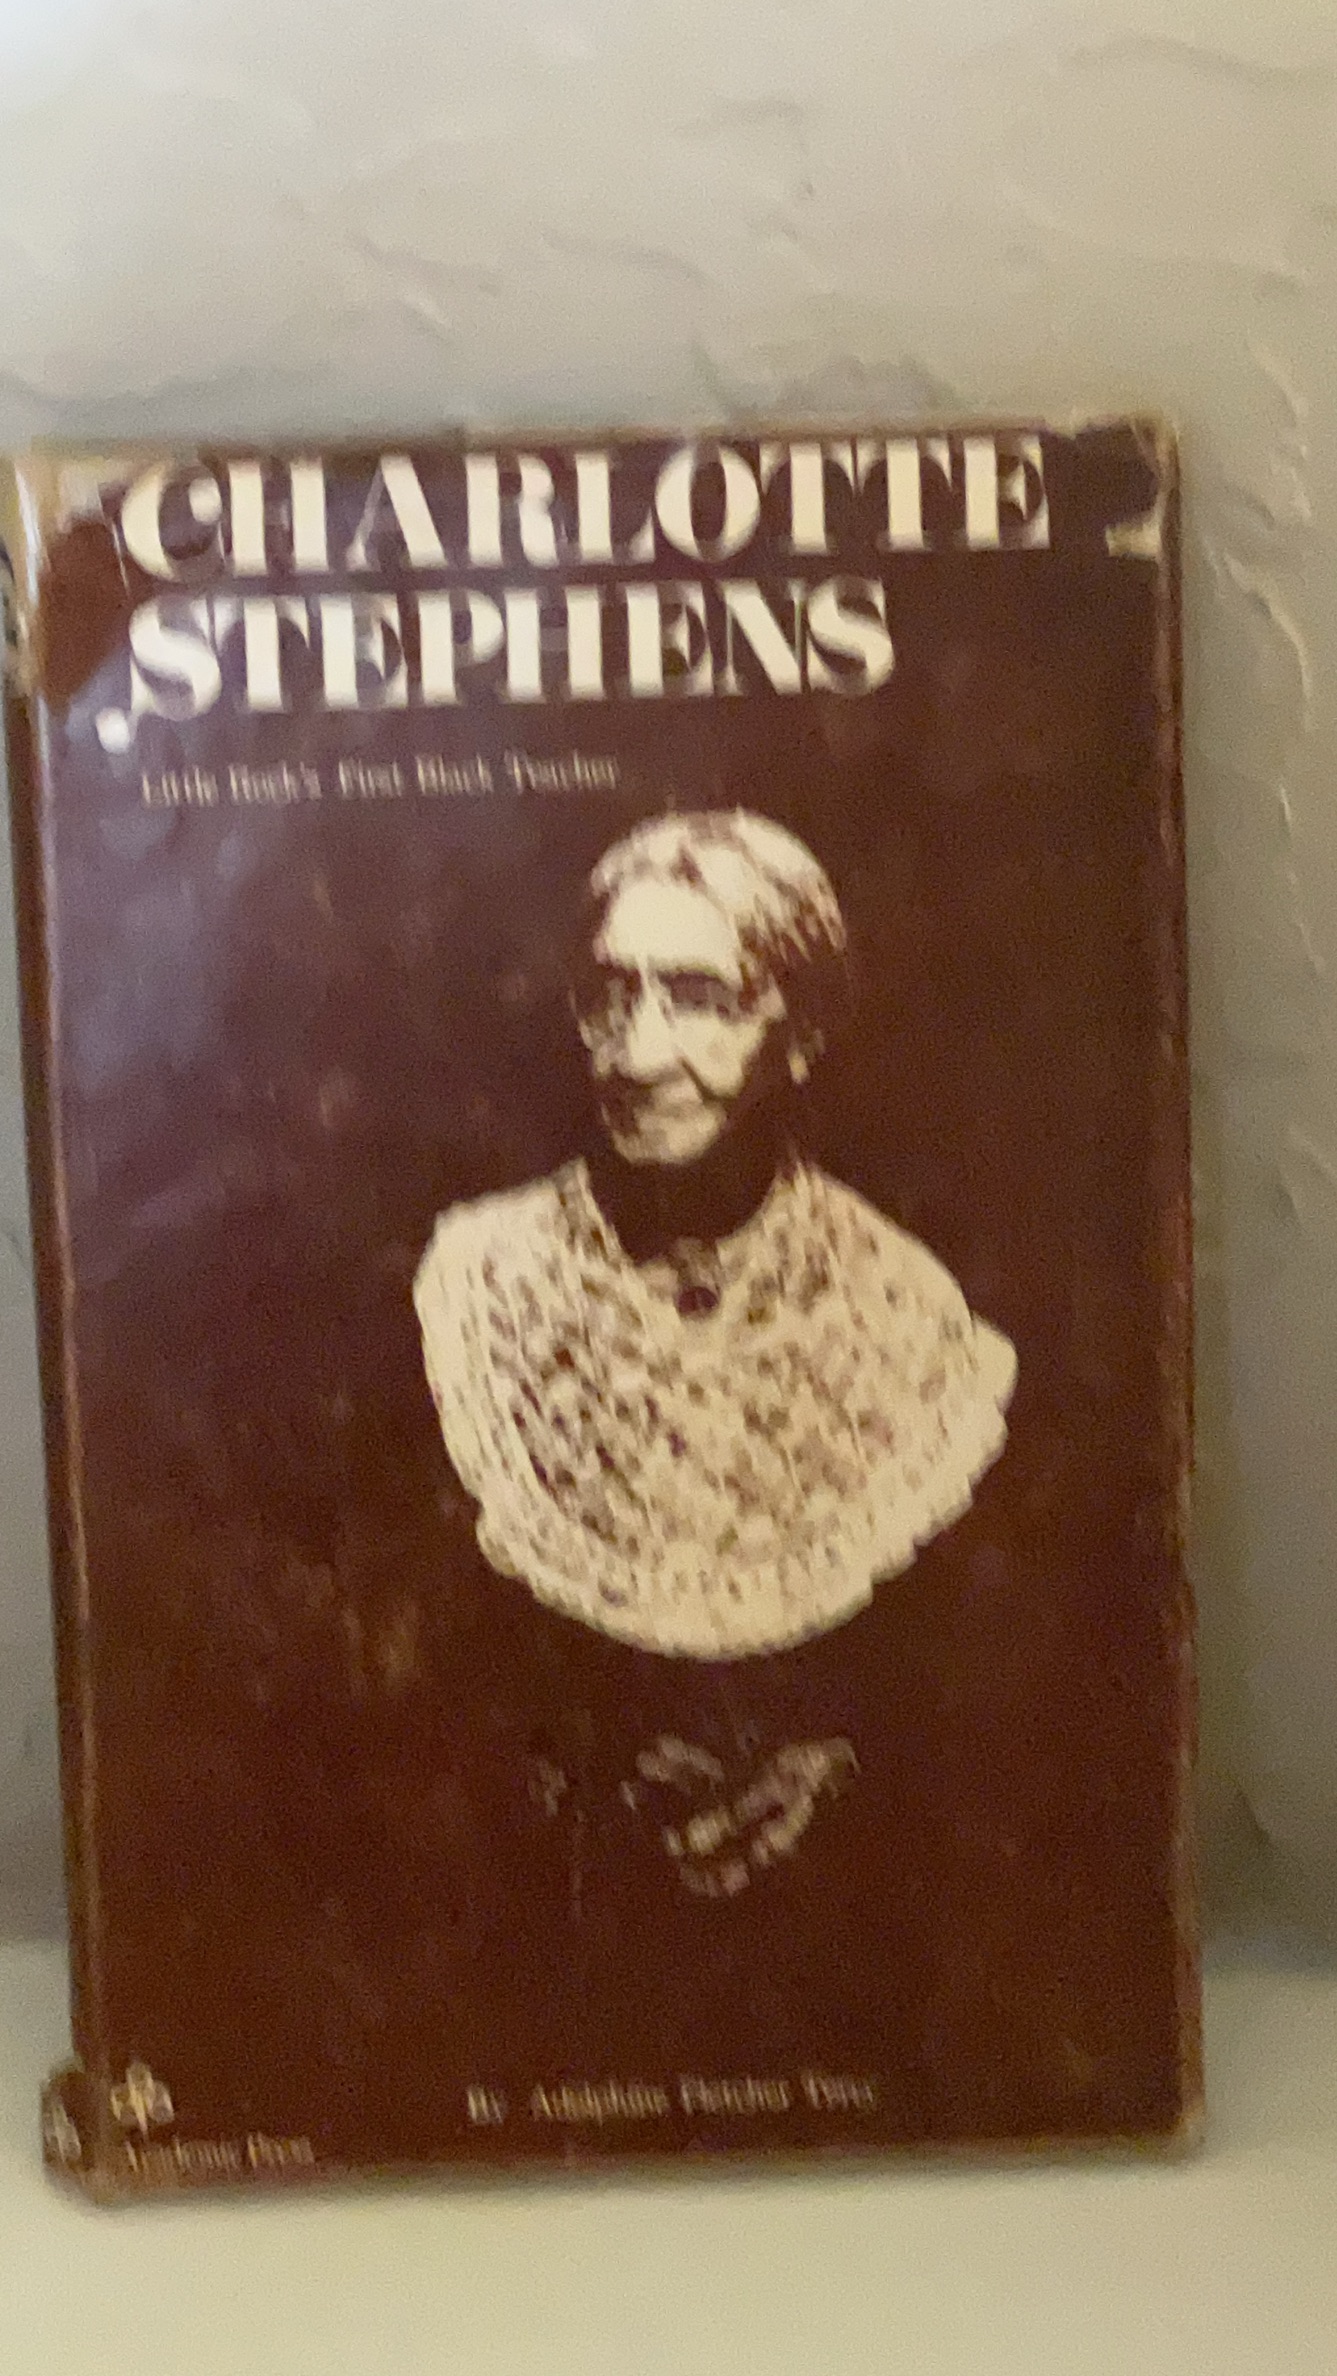 CHARLOTTE
STEPHENS
Little Rock's First Black Teacher
By Adolphine Fletcher Terry
Academic Press